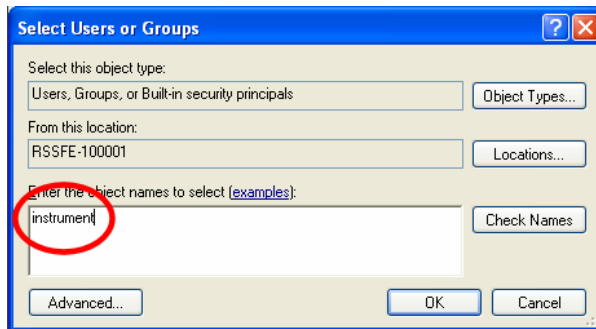 Select Users or Groups
Select this object type:
Users, Groups, or Built-in security principals
Object Types...
From this location:
RSSFE-100001
Locations...
Enter the object names to select (examples):
instrument
Check Names
Advanced...
OK
Cancel